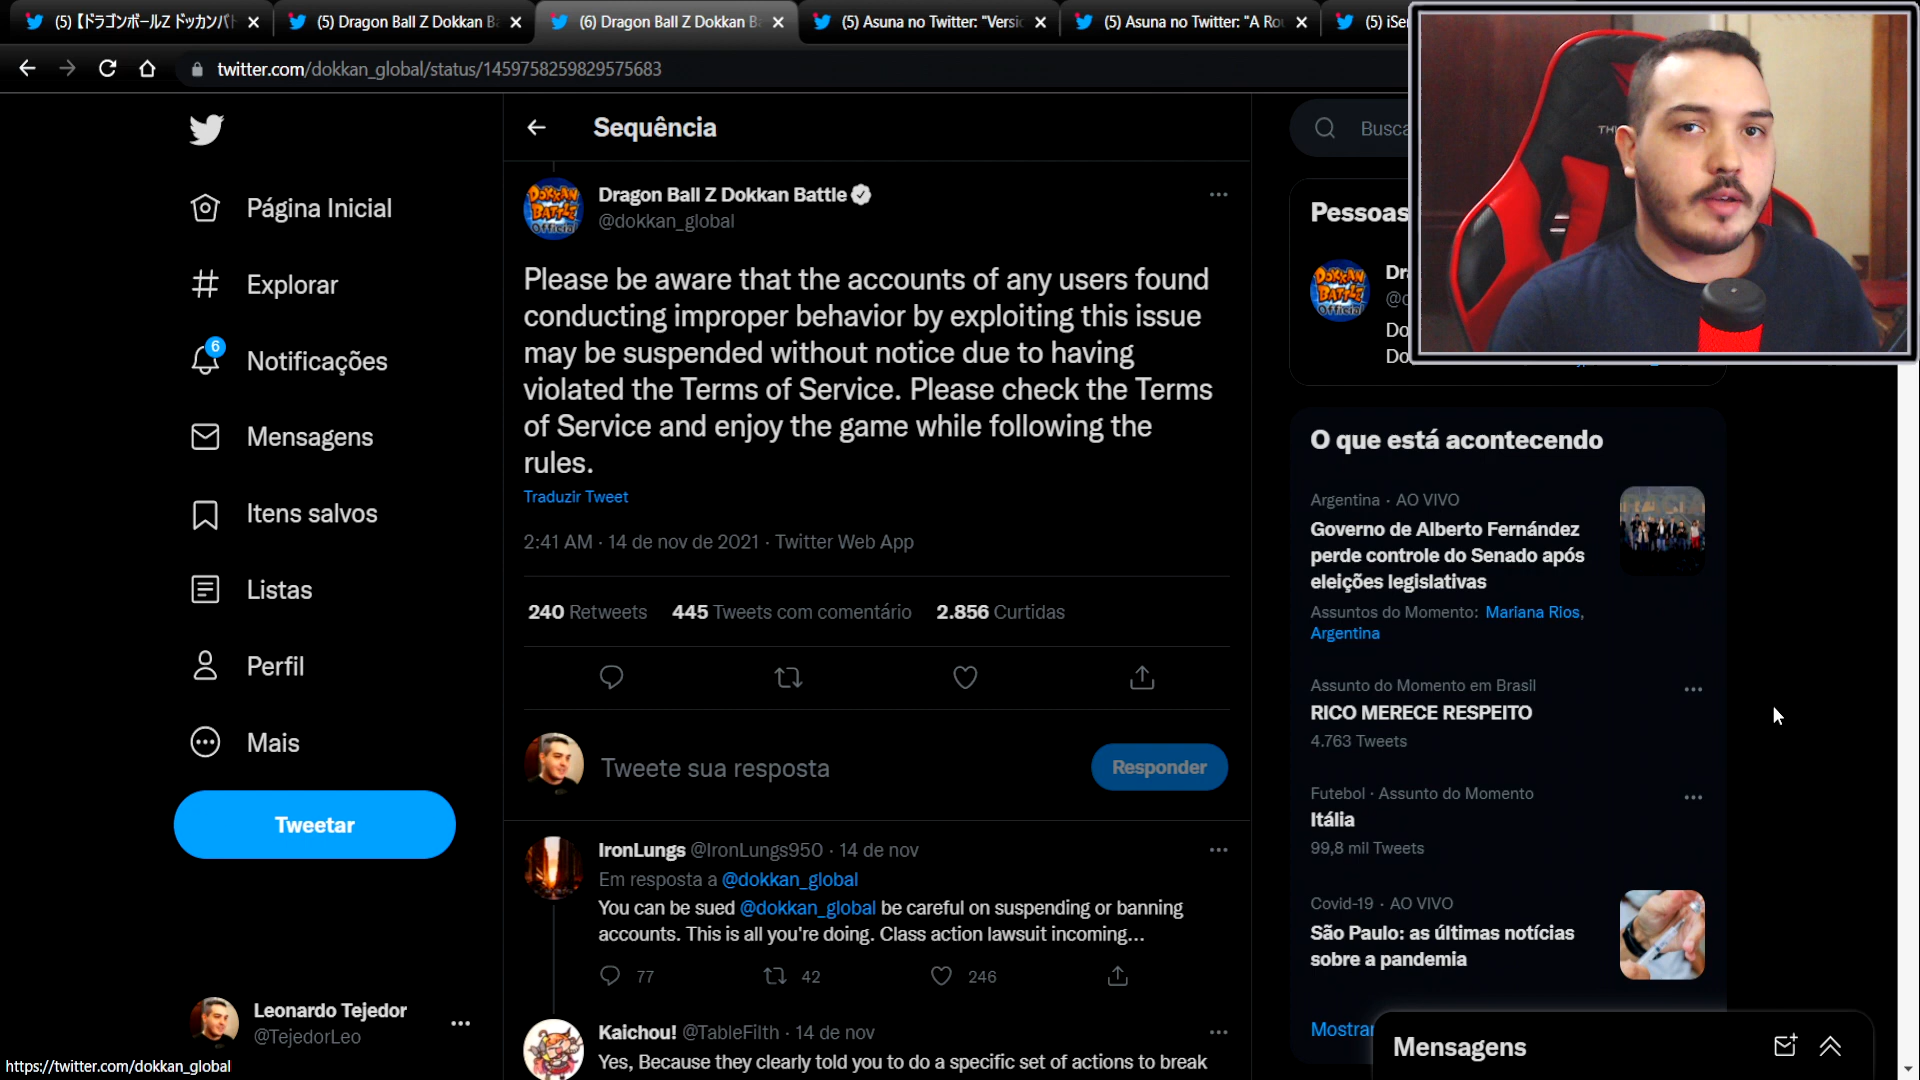 (5)【ドラゴンボールZ ドッカンバト
(5) Dragon Ball Z Dokkan B
(6) Dragon Ball Z Dokkan B
(5) Asuna no Twitter: "Versi
(5) Asuna no Twitter: "A Ro
(5) iSe
twitter.com/dokkan_global/status/1459758259829575683
Página Inicial
Explorar
6
Notificações
Mensagens
Itens salvos
Listas
Perfil
Mais
Tweetar
Leonardo Tejedor
@TejedorLeo
https://twitter.com/dokkan_global
Sequência
DOKKAN
BATTLE
Official
Dragon Ball Z Dokkan Battle
@dokkan_global
Please be aware that the accounts of any users found
conducting improper behavior by exploiting this issue
may be suspended without notice due to having
violated the Terms of Service. Please check the Terms
of Service and enjoy the game while following the
rules.
Traduzir Tweet
2:41 AM · 14 de nov de 2021 · Twitter Web App
240 Retweets 445 Tweets com comentário 2.856 Curtidas
Tweete sua resposta
Responder
IronLungs @IronLungs950 · 14 de nov
Em resposta a @dokkan_global
You can be sued @dokkan_global be careful on suspending or banning
accounts. This is all you're doing. Class action lawsuit incoming...
77 42 246
Kaichou! @TableFilth · 14 de nov
Yes, Because they clearly told you to do a specific set of actions to break
Busca
Pessoas
DOKKAN
BATTLE
Official
Dr
@d
Do
Do
O que está acontecendo
Argentina · AO VIVO
Governo de Alberto Fernández
perde controle do Senado após
eleições legislativas
Assuntos do Momento: Mariana Rios,
Argentina
Assunto do Momento em Brasil
RICO MERECE RESPEITO
4.763 Tweets
Futebol · Assunto do Momento
Itália
99,8 mil Tweets
Covid-19 · AO VIVO
São Paulo: as últimas notícias
sobre a pandemia
Mostrar
Mensagens